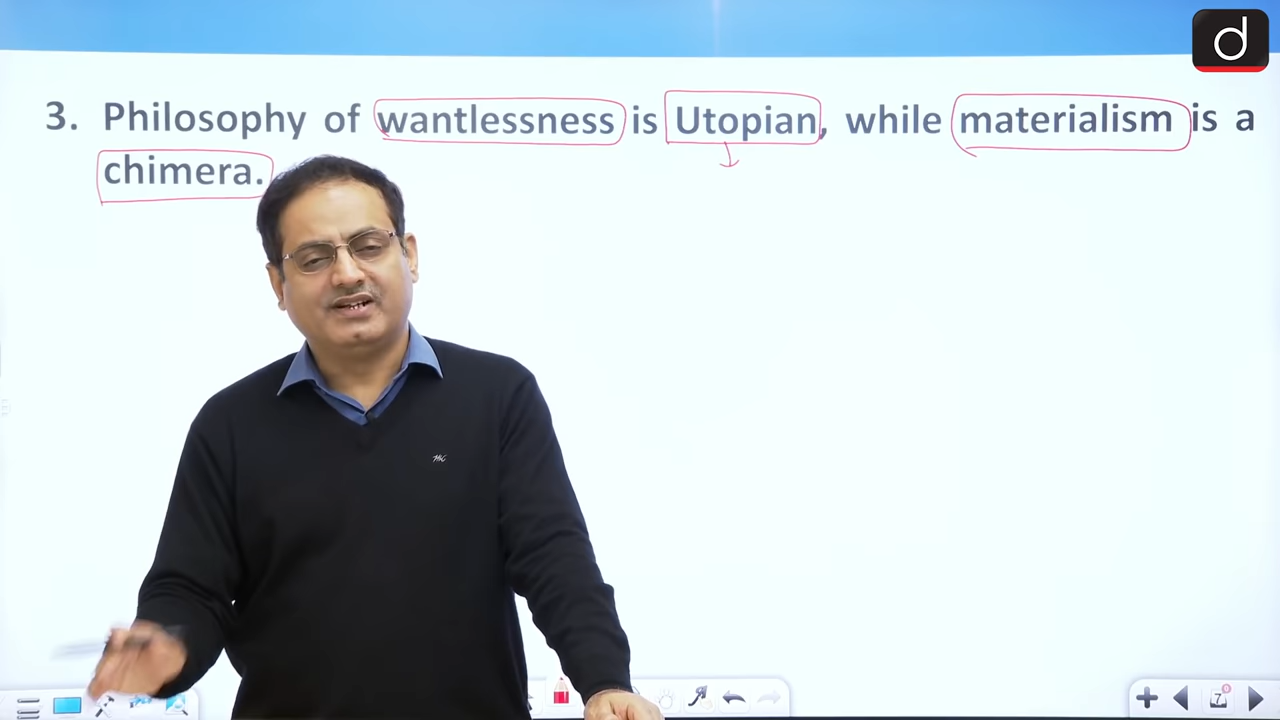 d
3. Philosophy of wantlessness is Utopian, while materialism is a
chimera.